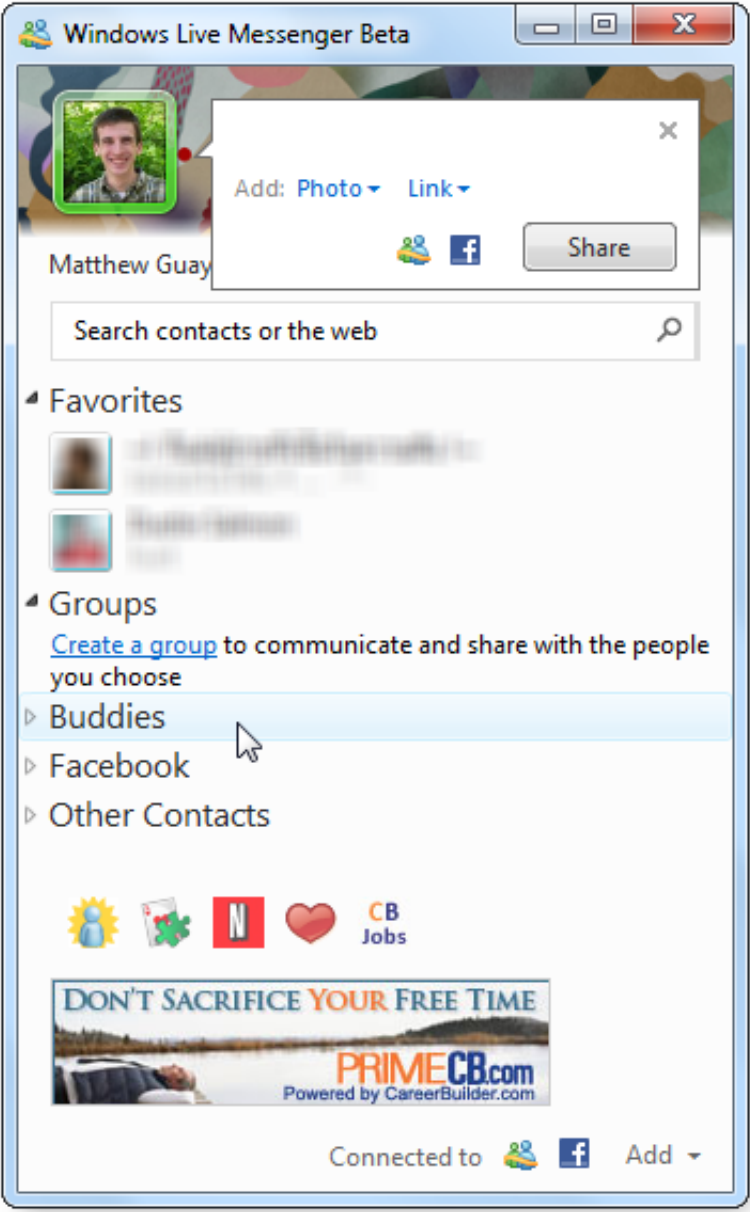 Windows Live Messenger Beta
Add: Photo Link
Share
Matthew Guay
Search contacts or the web
Favorites
Groups
Create a group to communicate and share with the people
you choose
Buddies
Facebook
Other Contacts
N
CB
Jobs
DON'T SACRIFICE YOUR FREE TIME
PRIMECB.com
Powered by CareerBuilder.com
Connected to f Add